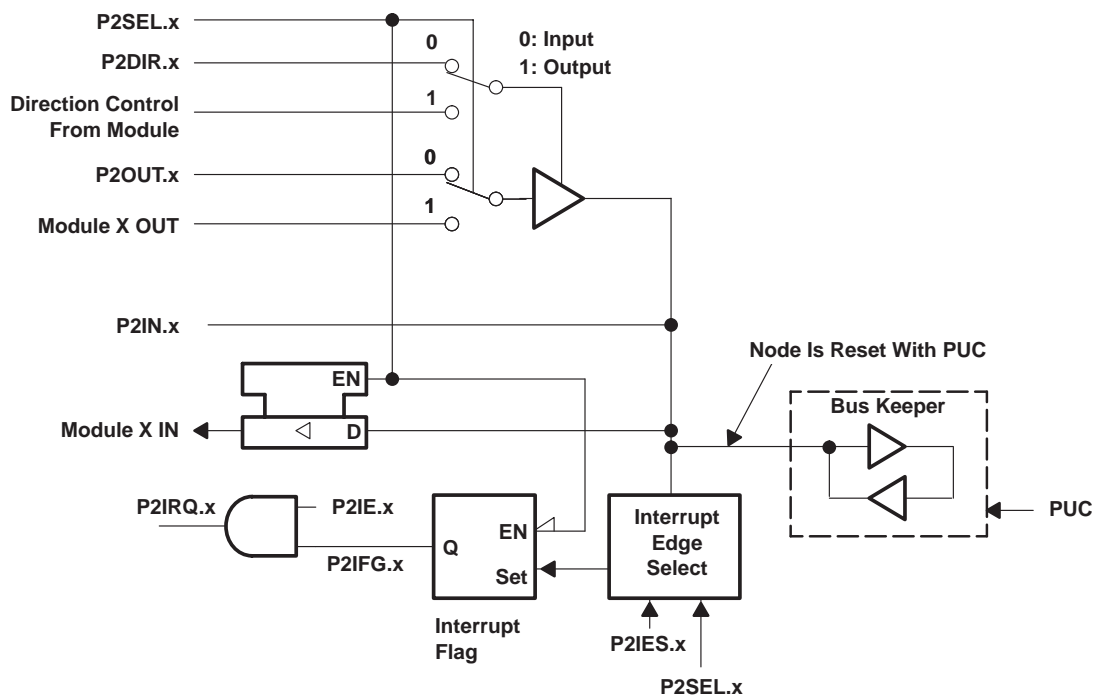 P2SEL.x
0
0: Input
1: Output
P2DIR.x
Direction Control
From Module
1
0
P2OUT.x
1
Module X OUT
P2IN.x
Node Is Reset With PUC
EN
Bus Keeper
Module X IN
D
P2IRQ.x
P2IE.x
PUC
Interrupt
Edge
Select
EN
Q
P2IFG.x
Set
Interrupt
Flag
P2IES.x
P2SEL.x